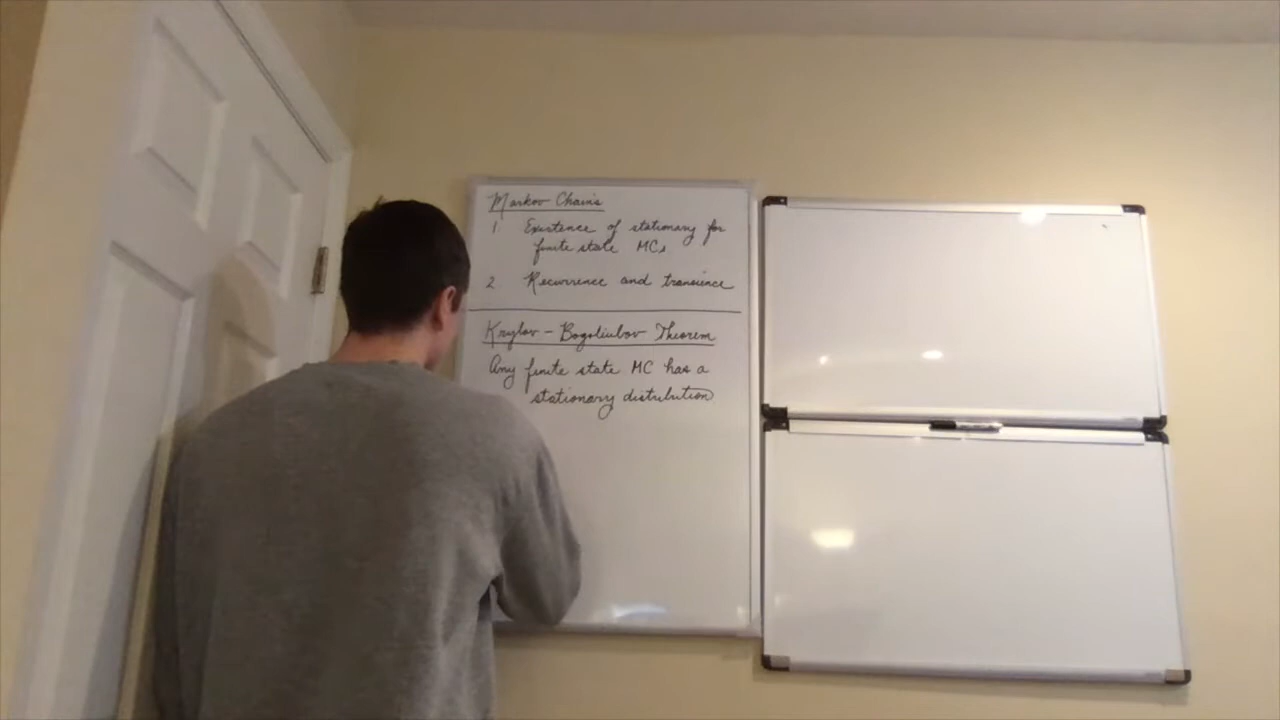 Markov Chains
1. Existence of stationary for
finite state MCs
2. Recurrence and transience
Krylov - Bogoliubov Theorem
Any finite state MC has a
stationary distribution